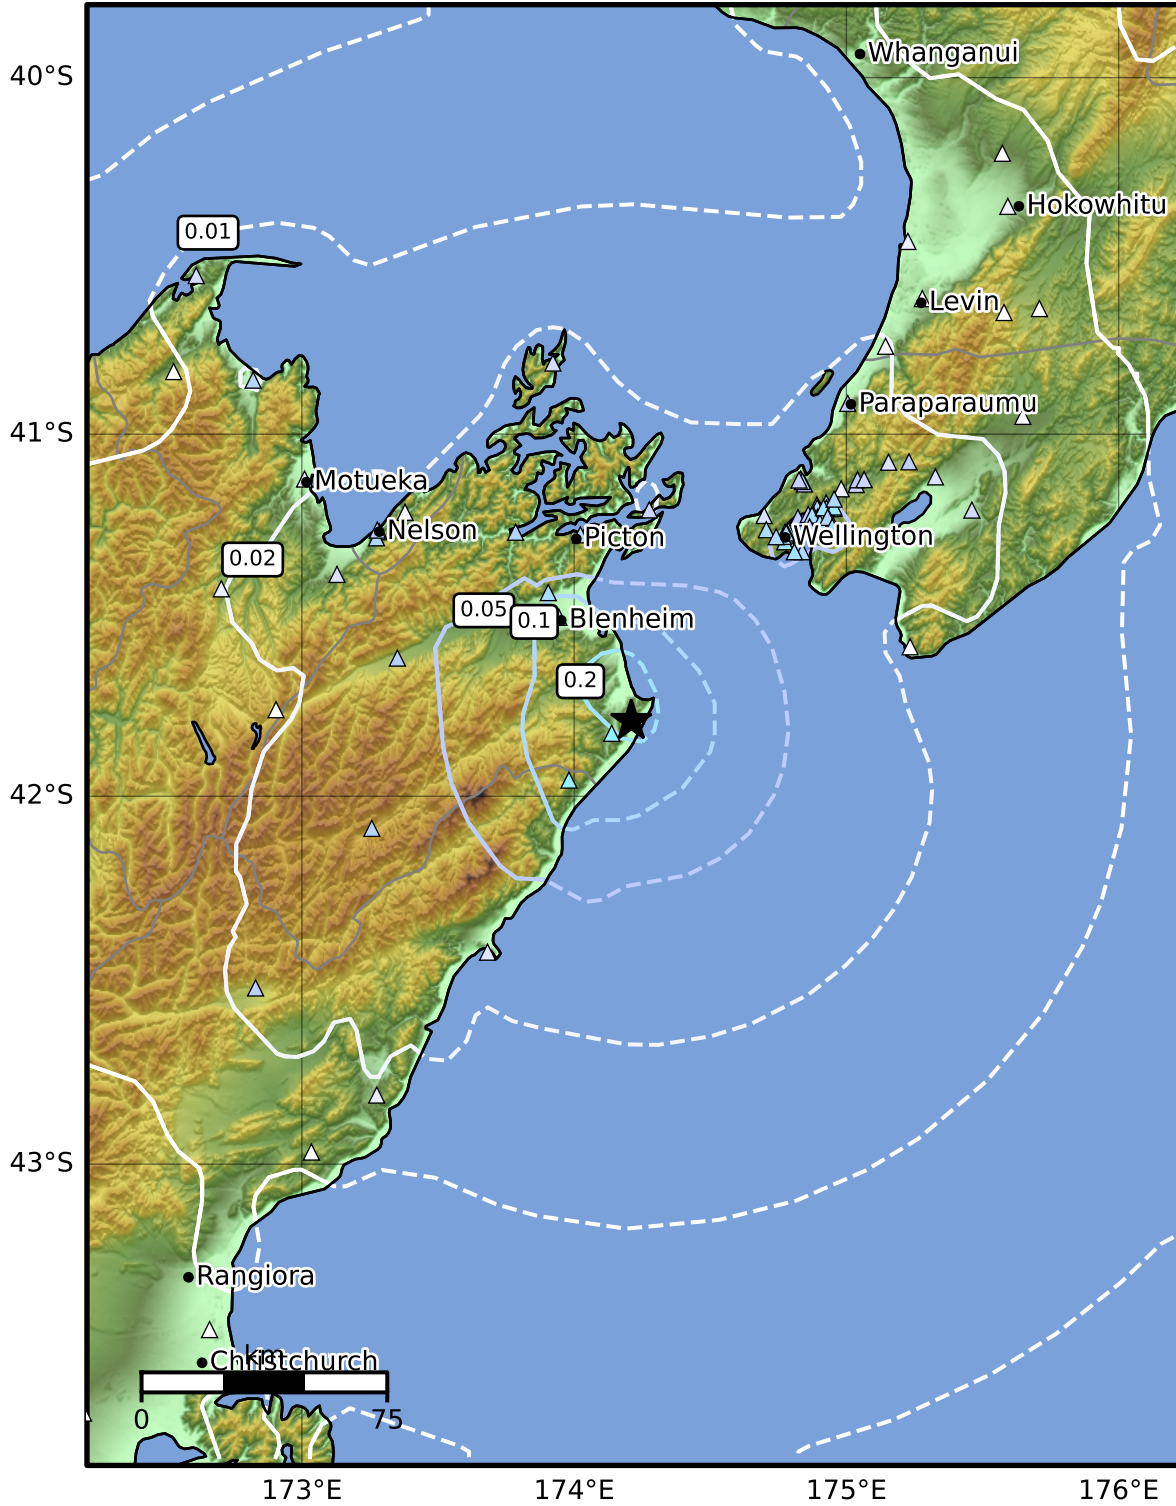 Whanganui
40°S
Hokowhitu
0.01
Levin
Paraparaumu
41°S
Motueka
Nelson
Picton
Wellington
0.02
0.05
0.1
Blenheim
0.2
42°S
43°S
Rangiora
km
Christchurch
0
75
173°E
174°E
175°E
176°E